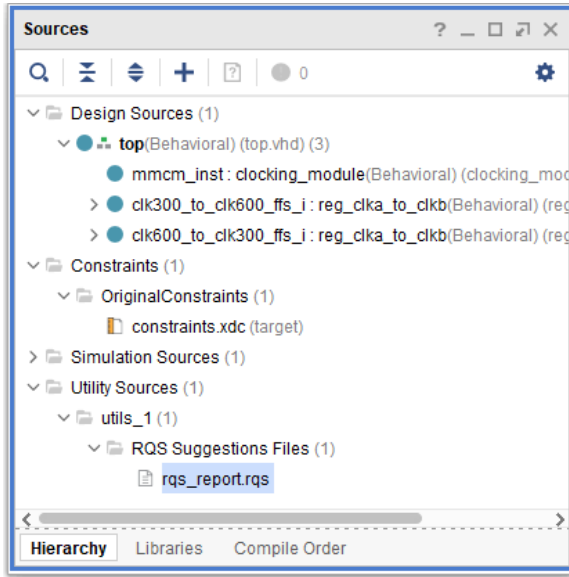 Sources
0
Design Sources (1)
top(Behavioral) (top.vhd) (3)
mmcm_inst : clocking_module(Behavioral) (clocking_mod
clk300_to_clk600_ffs_i : reg_clka_to_clkb(Behavioral) (reg
clk600_to_clk300_ffs_i : reg_clka_to_clkb(Behavioral) (reg
Constraints (1)
OriginalConstraints (1)
constraints.xdc (target)
Simulation Sources (1)
Utility Sources (1)
utils_1 (1)
RQS Suggestions Files (1)
rqs_report.rqs
Hierarchy Libraries Compile Order